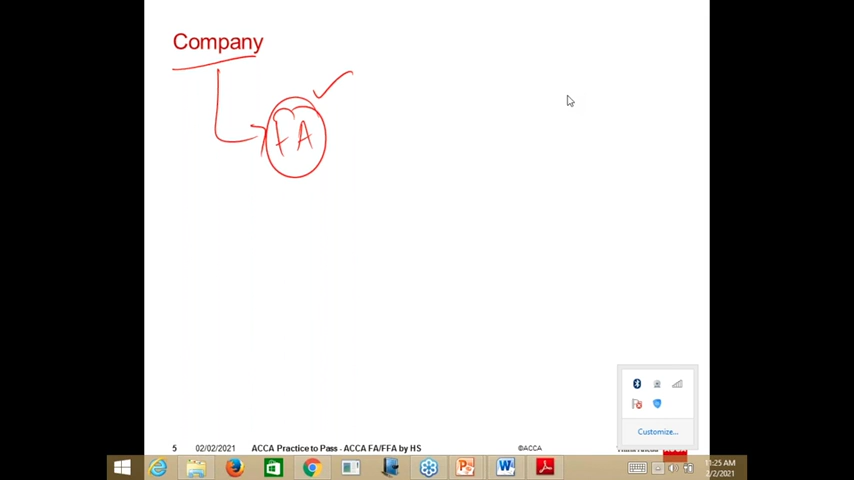 Company
FA
Customize...
5 02/02/2021 ACCA Practice to Pass - ACCA FA/FFA by HS ©ACCA
11:25 AM
2/2/2021